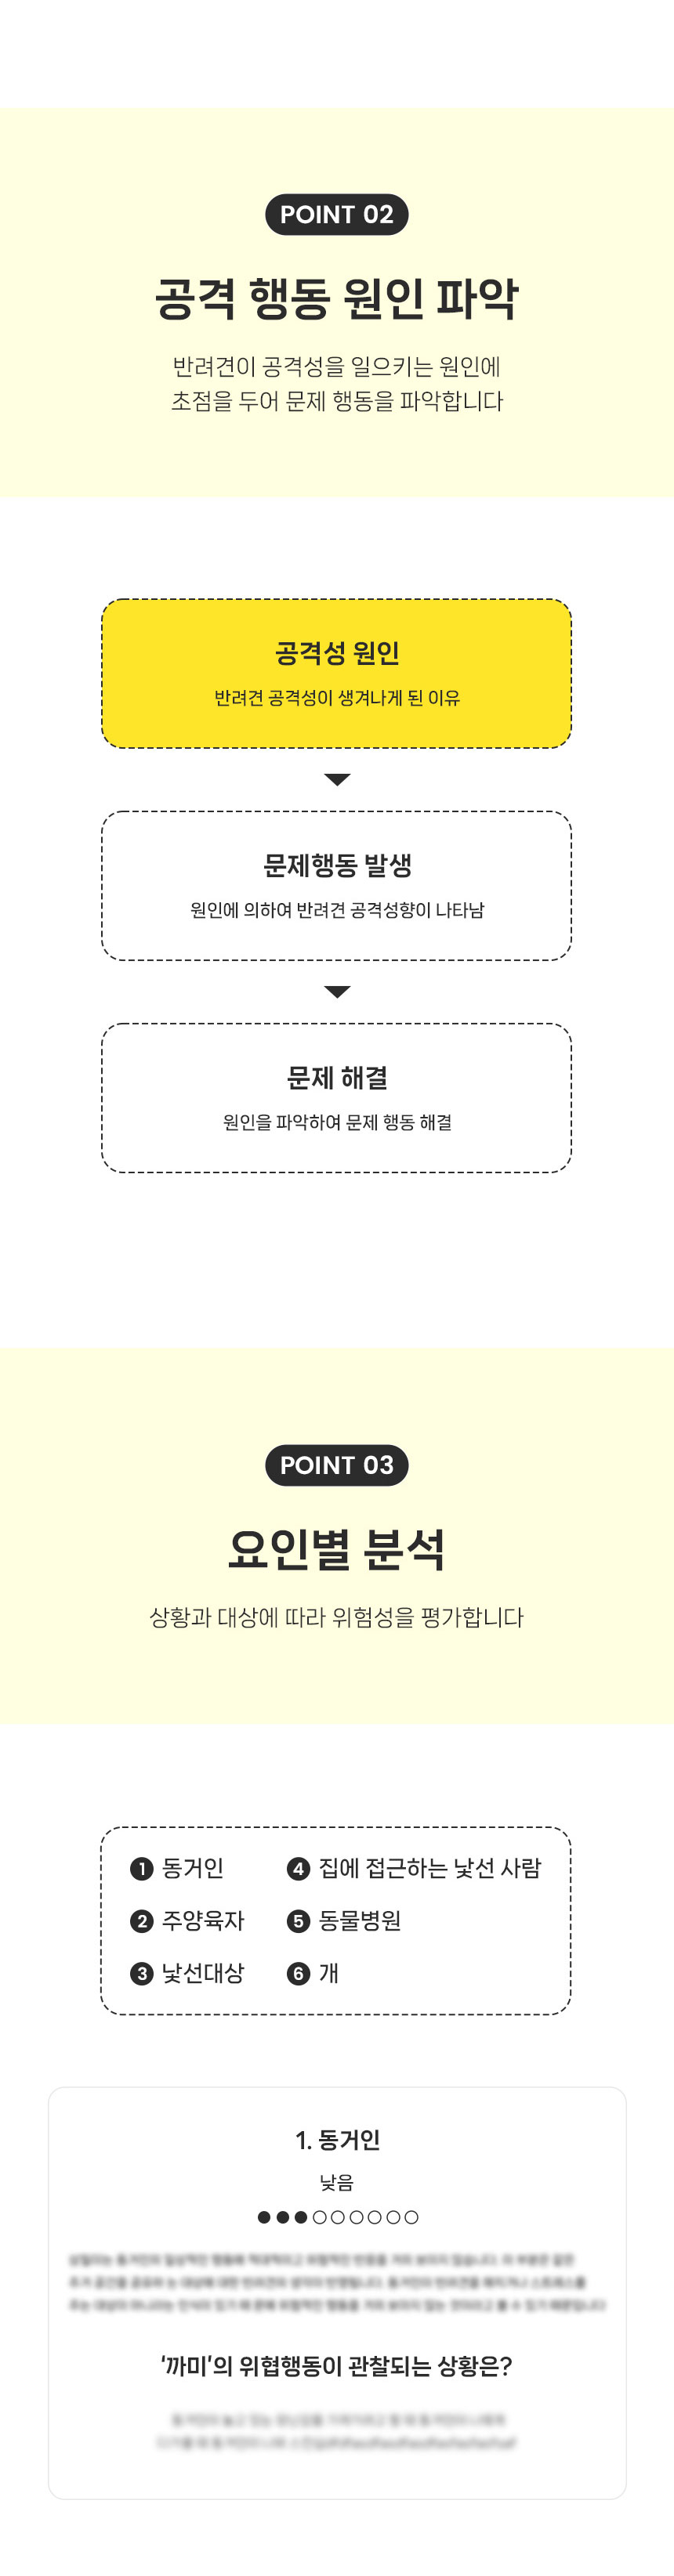 POINT 02
공격 행동 원인 파악
반려견이 공격성을 일으키는 원인에
초점을 두어 문제 행동을 파악합니다
공격성 원인
반려견 공격성이 생겨나게 된 이유
문제행동 발생
원인에 의하여 반려견 공격성향이 나타남
문제 해결
원인을 파악하여 문제 행동 해결
POINT 03
요인별 분석
상황과 대상에 따라 위험성을 평가합니다
1 동거인
2 주양육자
3 낯선대상
4 집에 접근하는 낯선 사람
5 동물병원
6 개
1. 동거인
낮음
‘까미’의 위협행동이 관찰되는 상황은?